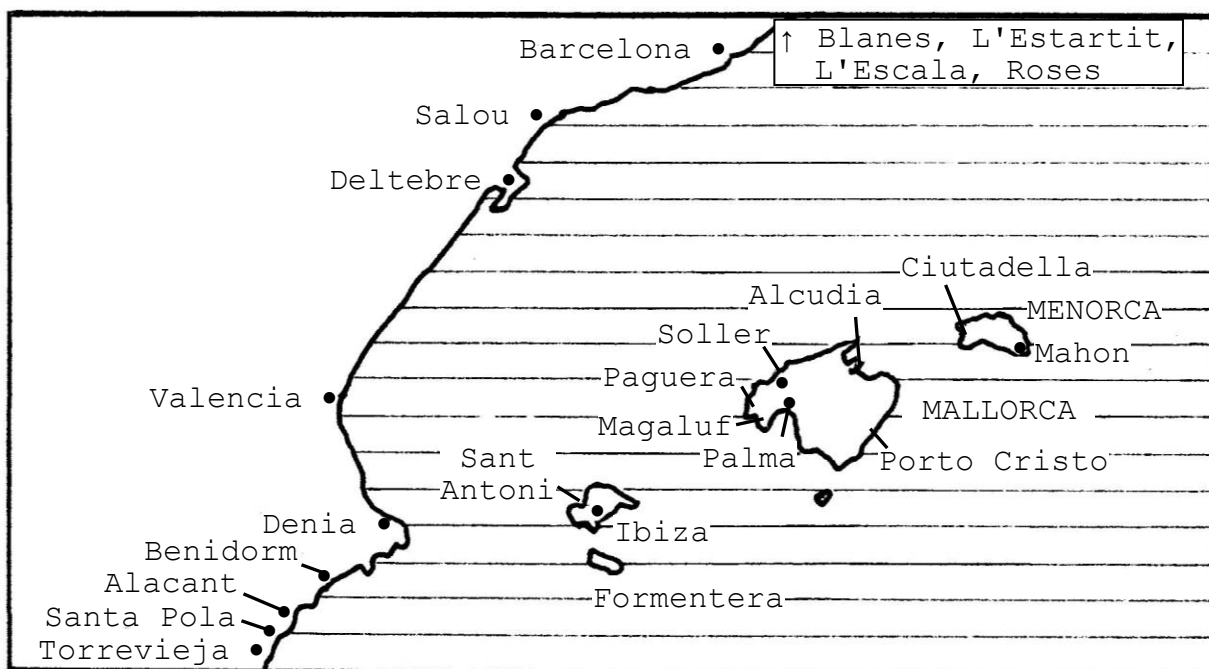 ↑ Blanes, L'Estartit,
L'Escala, Roses
Barcelona
Salou
Deltebre
Ciutadella
Alcudia
MENORCA
Soller
Mahon
Paguera
Valencia
MALLORCA
Magaluf
Palma
Porto Cristo
Sant
Antoni
Denia
Ibiza
Benidorm
Alacant
Formentera
Santa Pola
Torrevieja